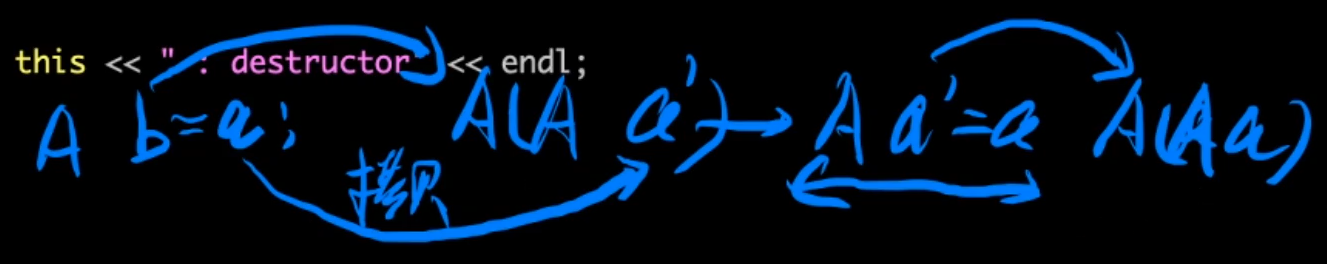 this << " : destructor" << endl;
A b=a; A(A a') → A a'=a A(A a)
拷贝